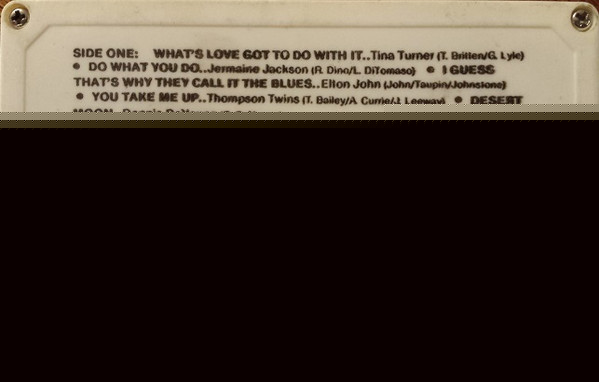 SIDE ONE: WHAT'S LOVE GOT TO DO WITH IT..Tina Turner (T. Britten/G. Lyle)
● DO WHAT YOU DO..Jermaine Jackson (R. Dino/L. DiTomaso) ● I GUESS
THAT'S WHY THEY CALL IT THE BLUES..Elton John (John/Taupin/Johnstone)
● YOU TAKE ME UP..Thompson Twins (T. Bailey/A. Currie/J. Leeway) ● DESERT
MOON